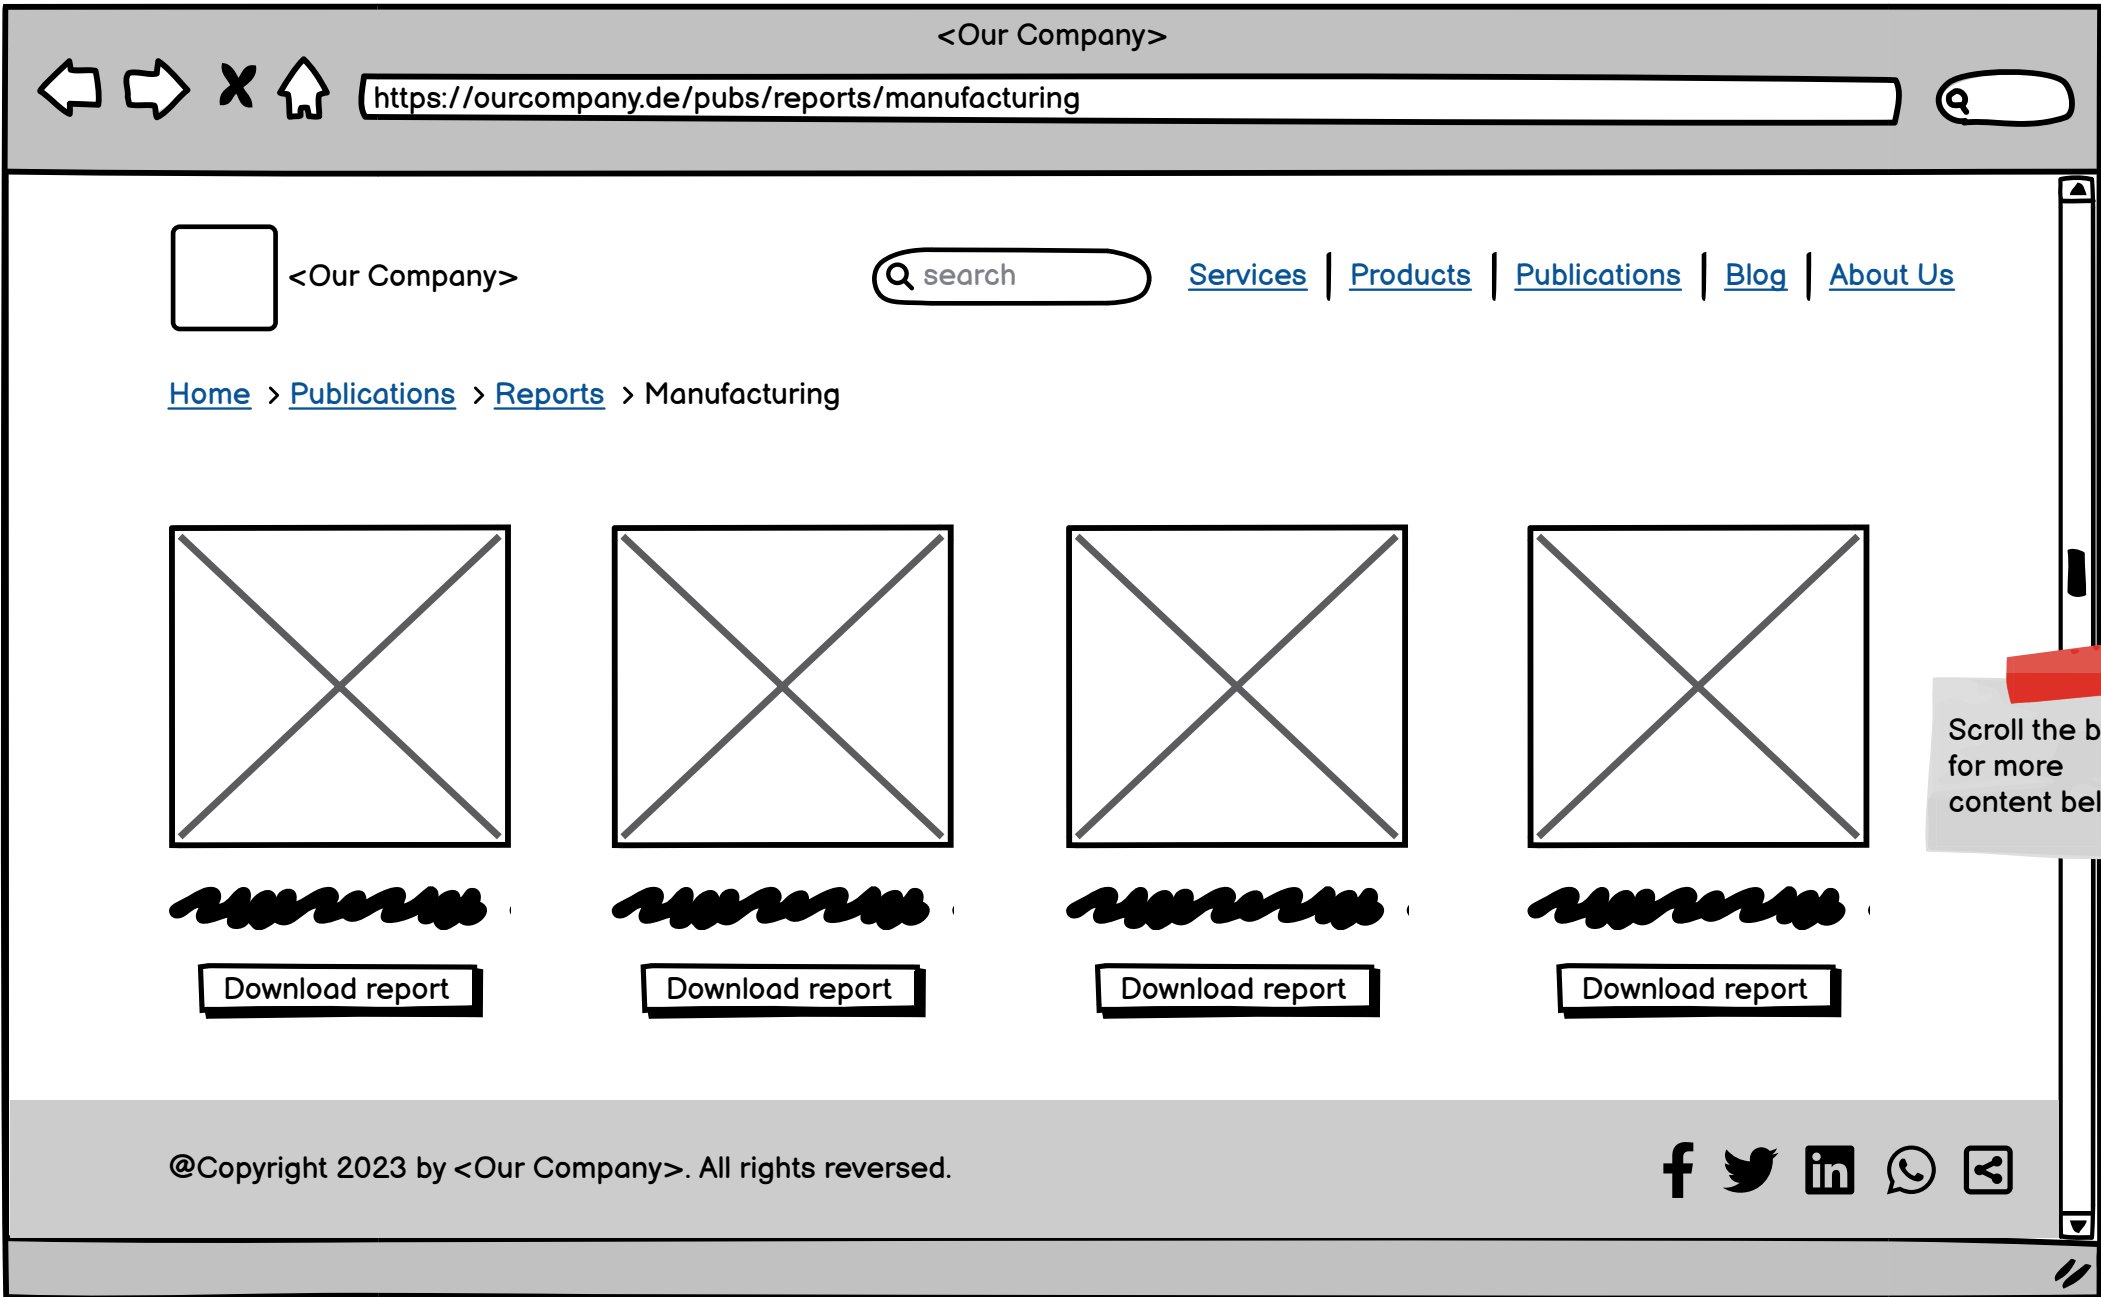 <Our Company>
https://ourcompany.de/pubs/reports/manufacturing
<Our Company>
search
Services
Products
Publications
Blog
About Us
Home > Publications > Reports > Manufacturing
Scroll the
for more
content
Download report
Download report
Download report
Download report
@Copyright 2023 by <Our Company>. All rights reversed.